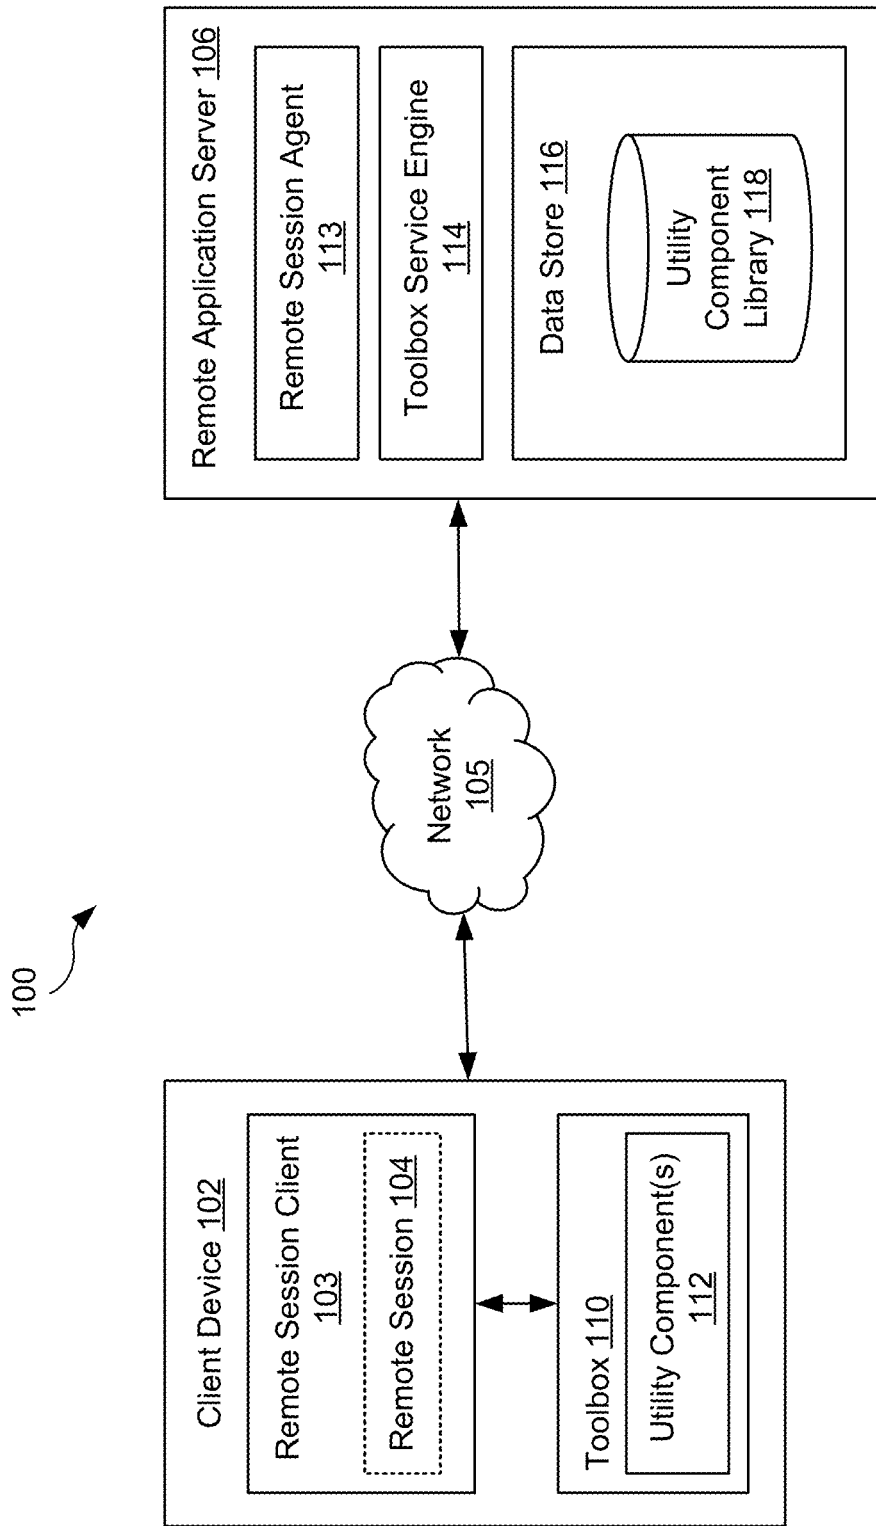 100
Client Device 102
Remote Session Client
103
Remote Session 104
Toolbox 110
Utility Component(s)
112
Network
105
Remote Application Server 106
Remote Session Agent
113
Toolbox Service Engine
114
Data Store 116
Utility
Component
Library 118